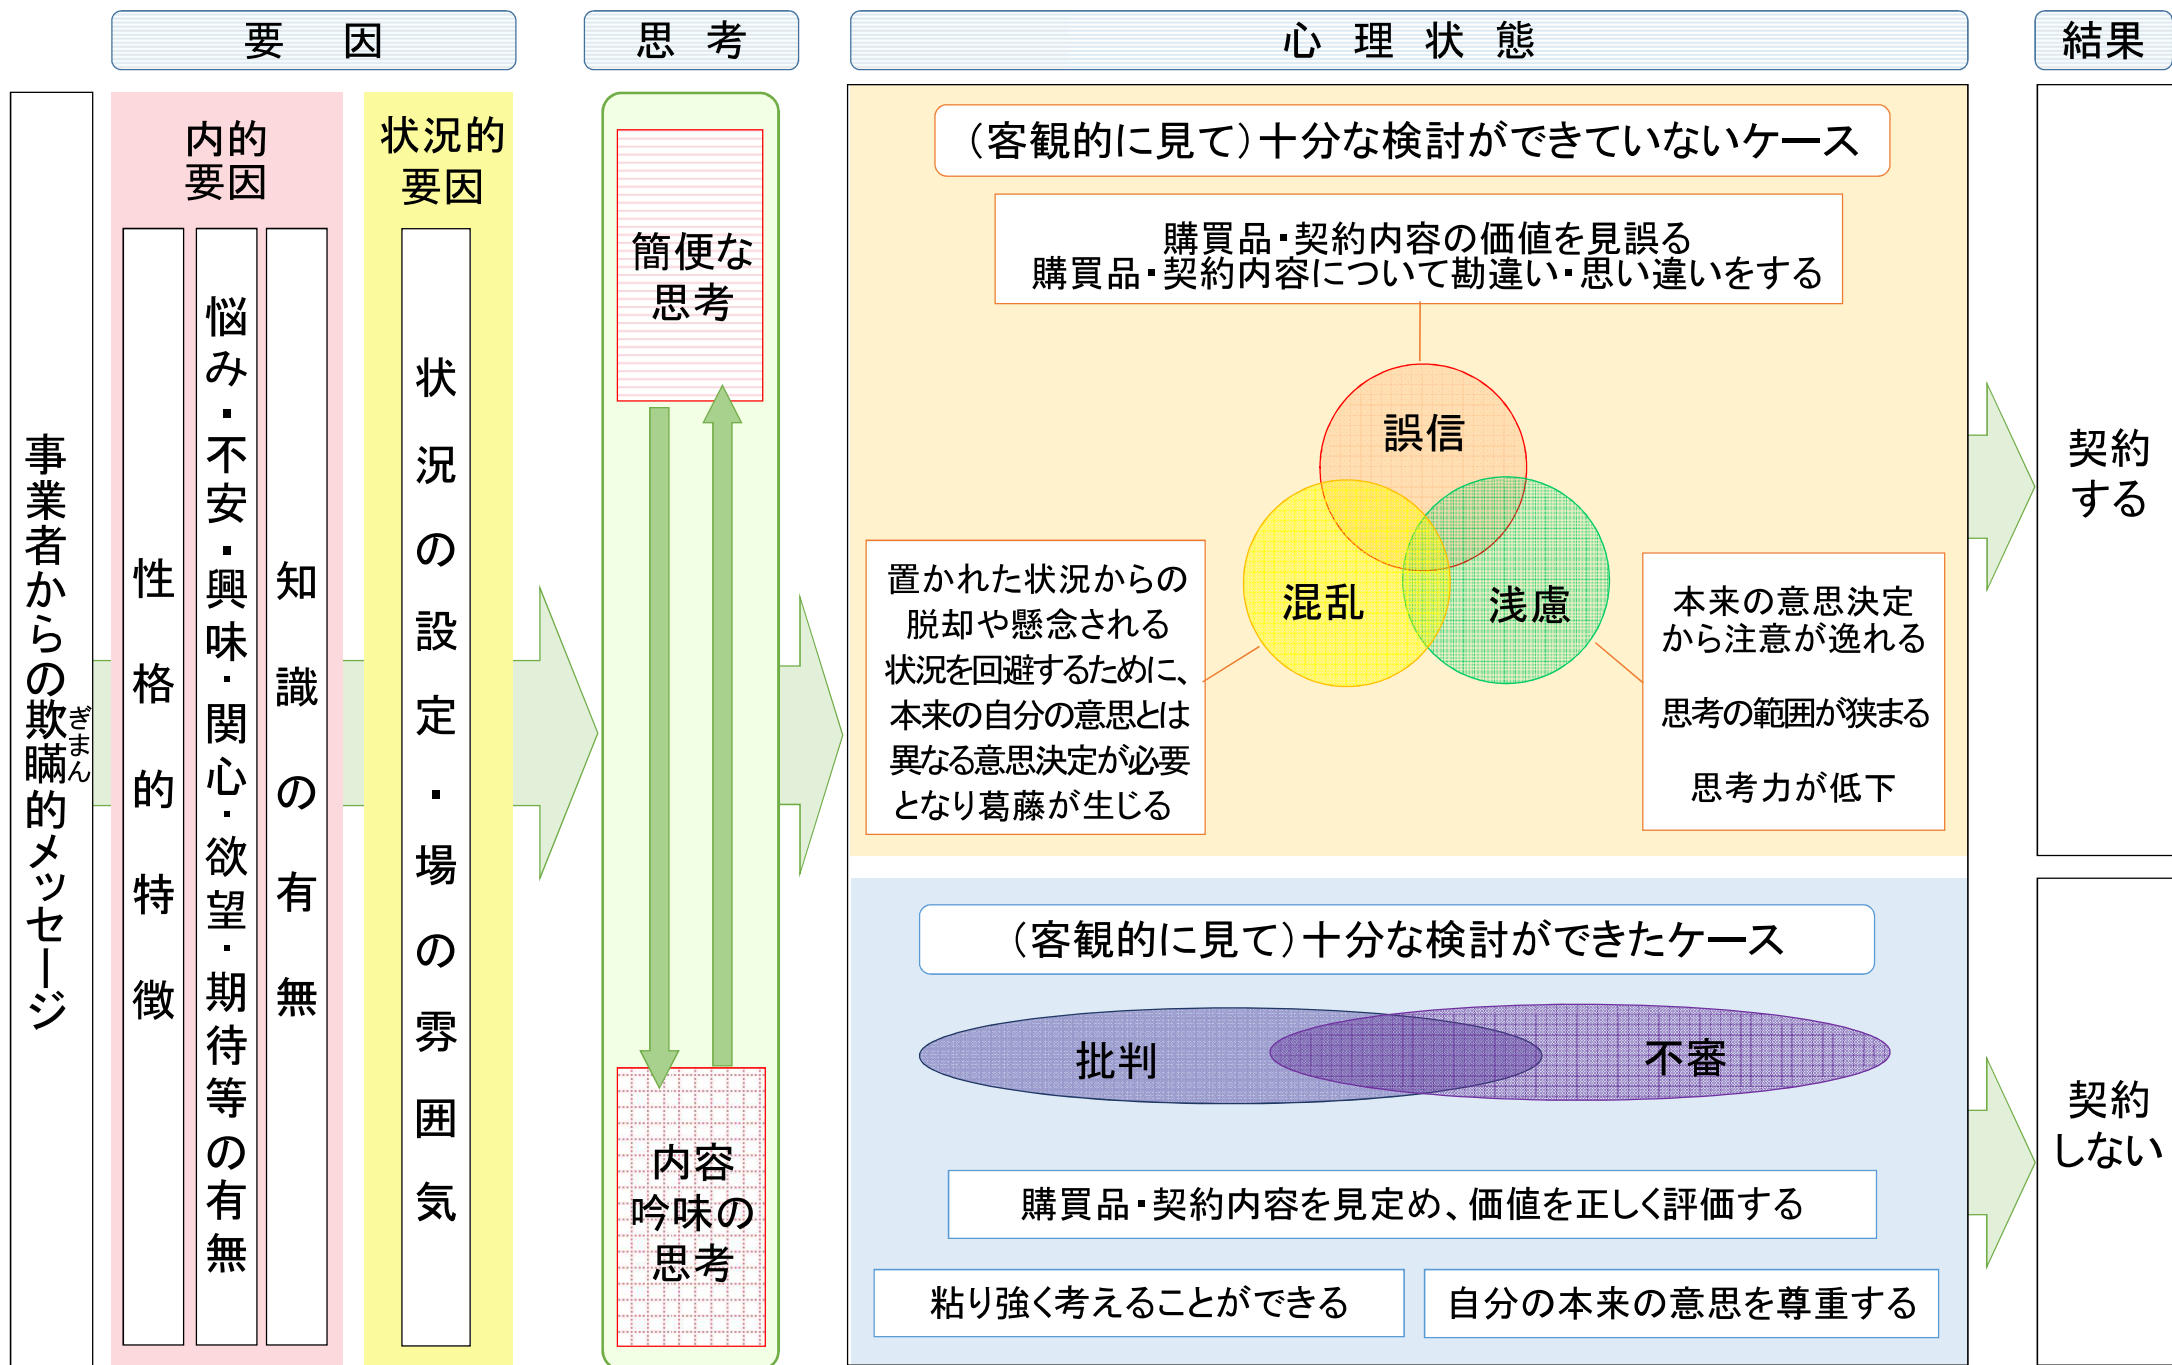 要因
思考
心理状態
結果
事業者からの欺瞞的メッセージ
ぎまん
内的
要因
性格的特徴
悩み・不安・興味・関心・欲望・期待等の有無
知識の有無
状況的
要因
状況の設定・場の雰囲気
簡便な
思考
内容
吟味の
思考
（客観的に見て）十分な検討ができていないケース
購買品・契約内容の価値を見誤る
購買品・契約内容について勘違い・思い違いをする
誤信
混乱
浅慮
置かれた状況からの
脱却や懸念される
状況を回避するために、
本来の自分の意思とは
異なる意思決定が必要
となり葛藤が生じる
本来の意思決定
から注意が逸れる
思考の範囲が狭まる
思考力が低下
（客観的に見て）十分な検討ができたケース
批判
不審
購買品・契約内容を見定め、価値を正しく評価する
粘り強く考えることができる
自分の本来の意思を尊重する
契約
する
契約
しない